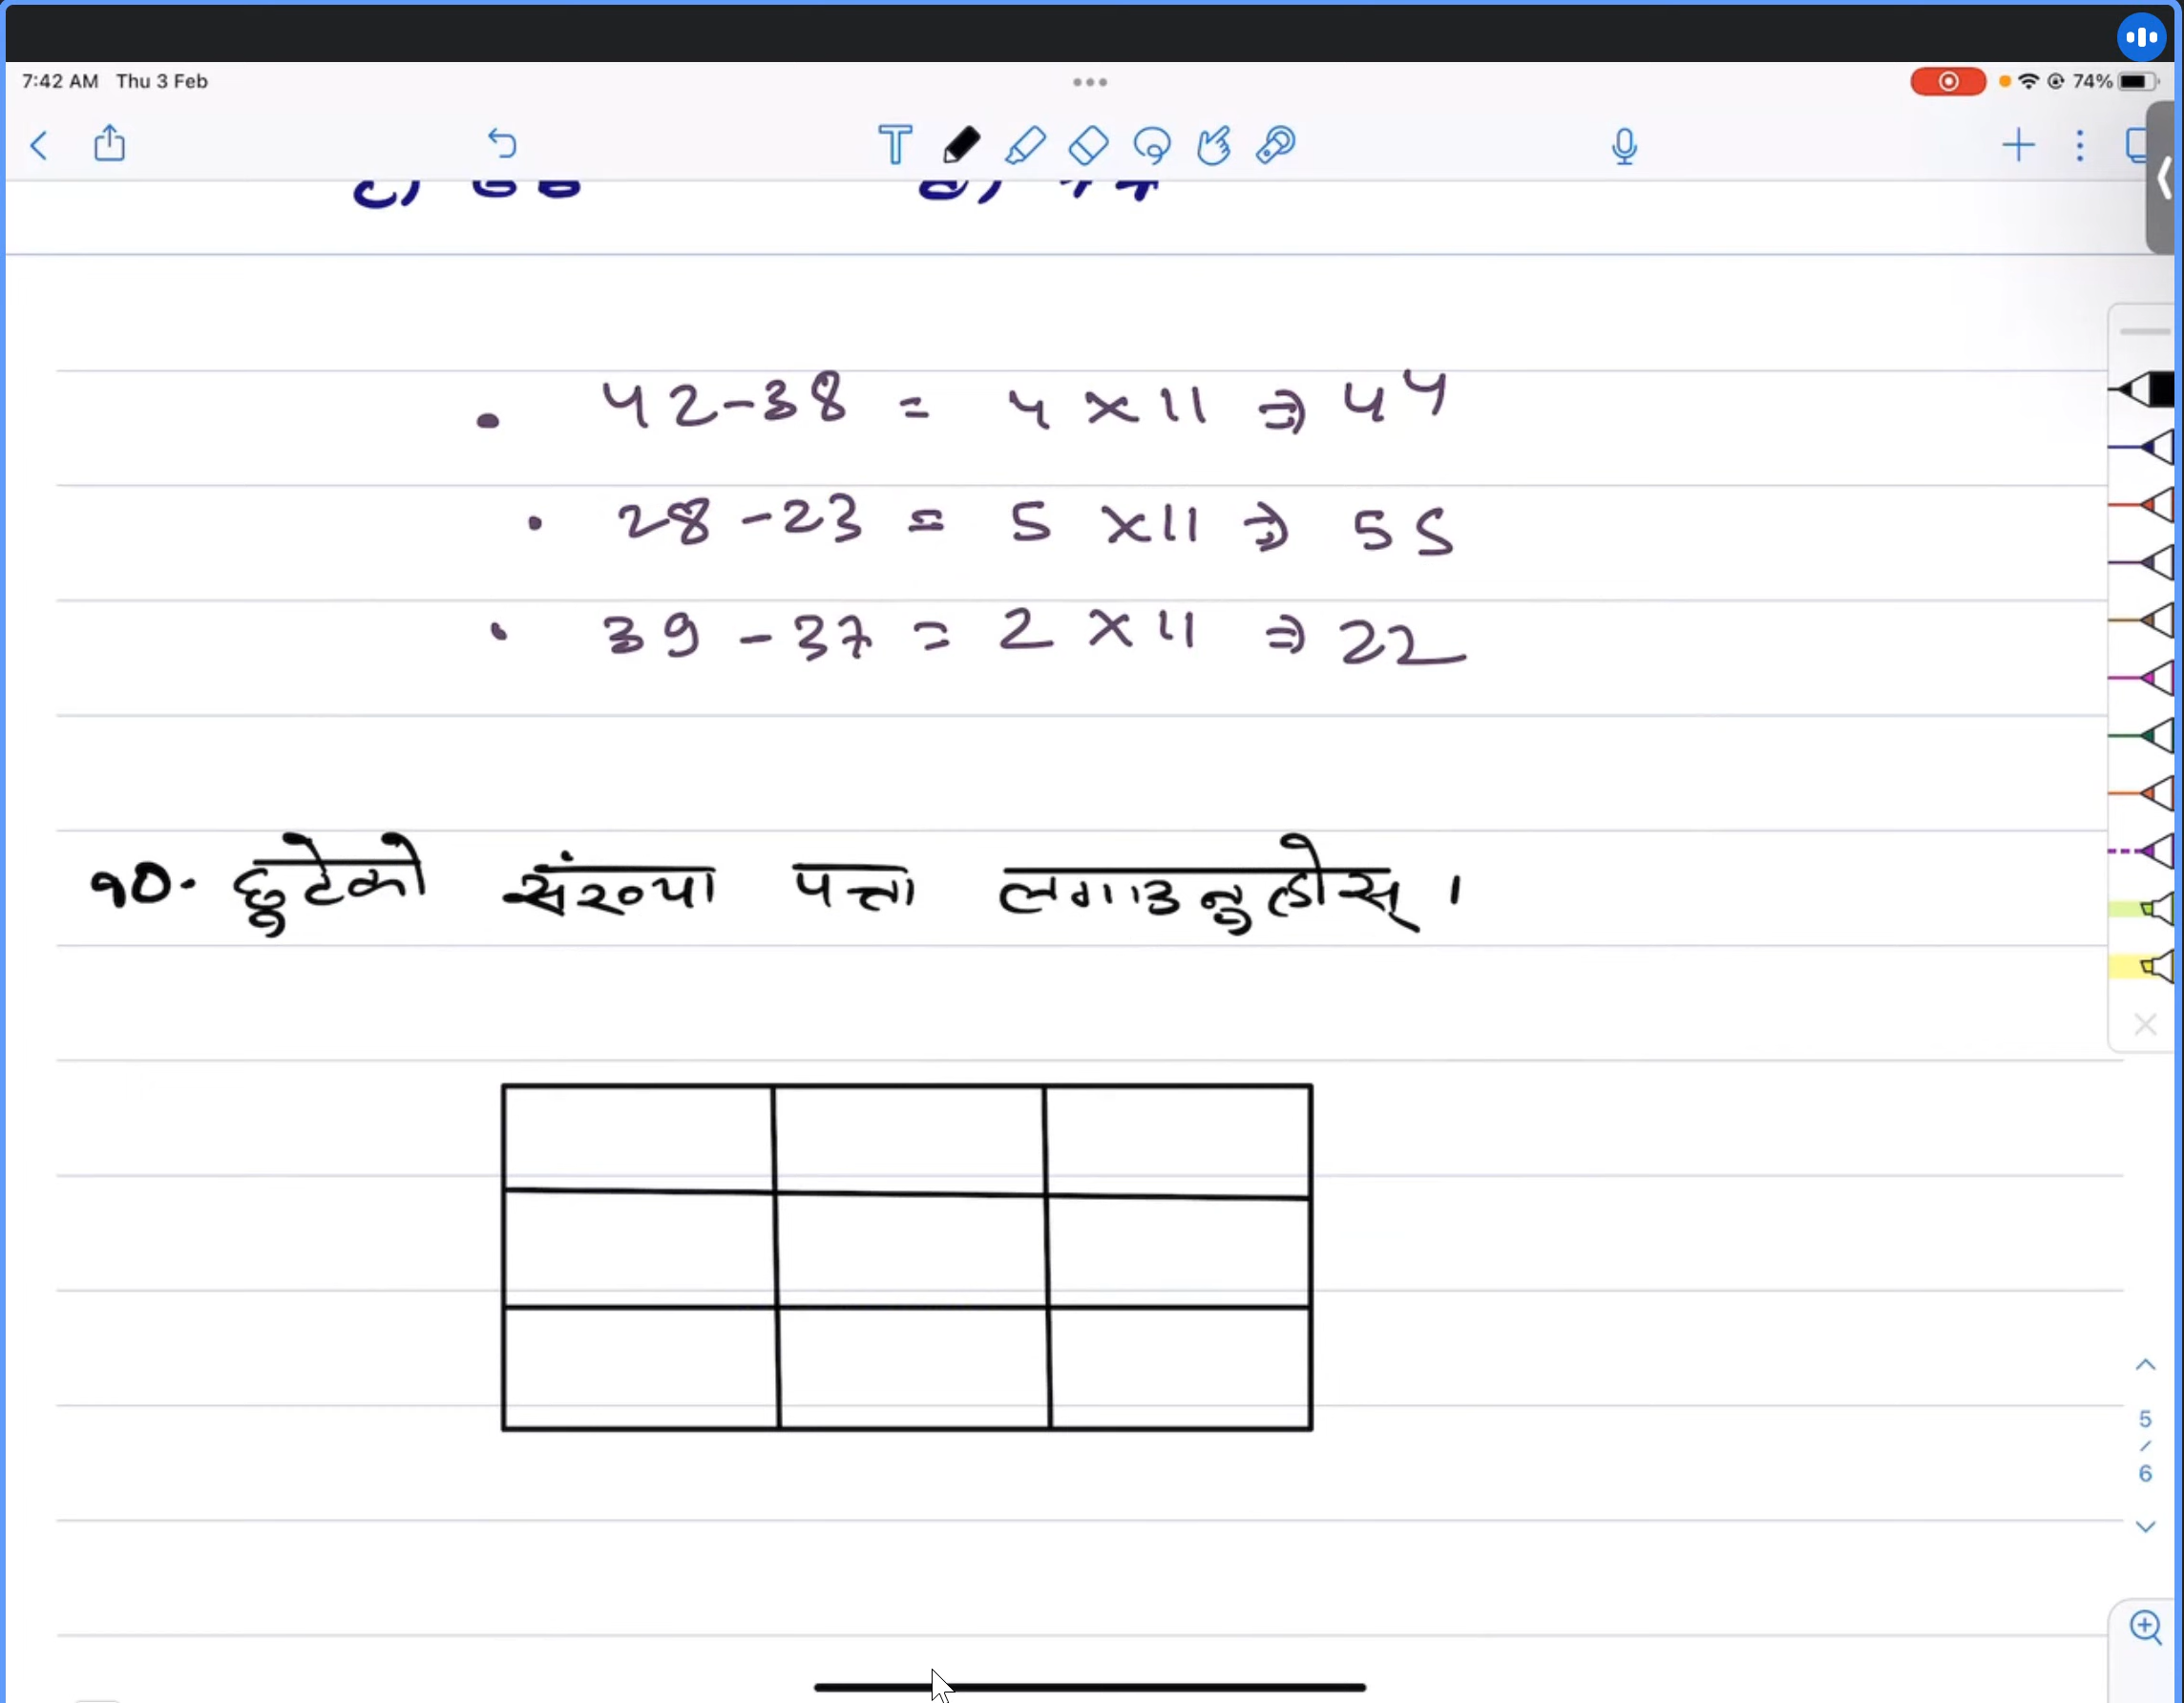 7:42 AM Thu 3 Feb
74%
42-38 = 4 × 11 ⇒ 44
28 - 23 = 5 × 11 ⇒ 55
39 - 37 = 2 × 11 ⇒ 22
१०. छुटेको संख्या पत्ता लगाउनुहोस् ।
5
/
6